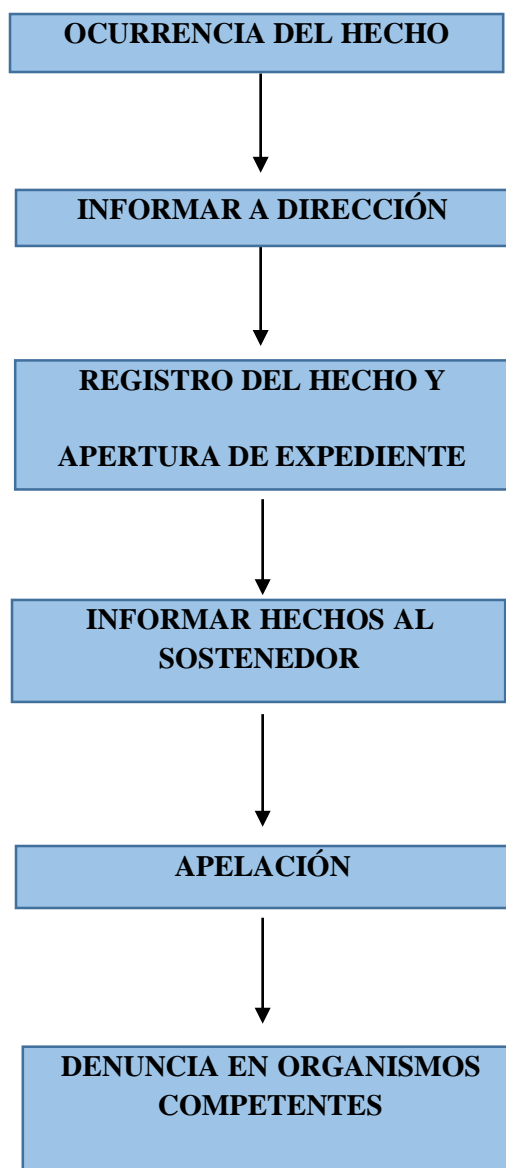 OCURRENCIA DEL HECHO
INFORMAR A DIRECCIÓN
REGISTRO DEL HECHO Y
APERTURA DE EXPEDIENTE
INFORMAR HECHOS AL
SOSTENEDOR
APELACIÓN
DENUNCIA EN ORGANISMOS
COMPETENTES